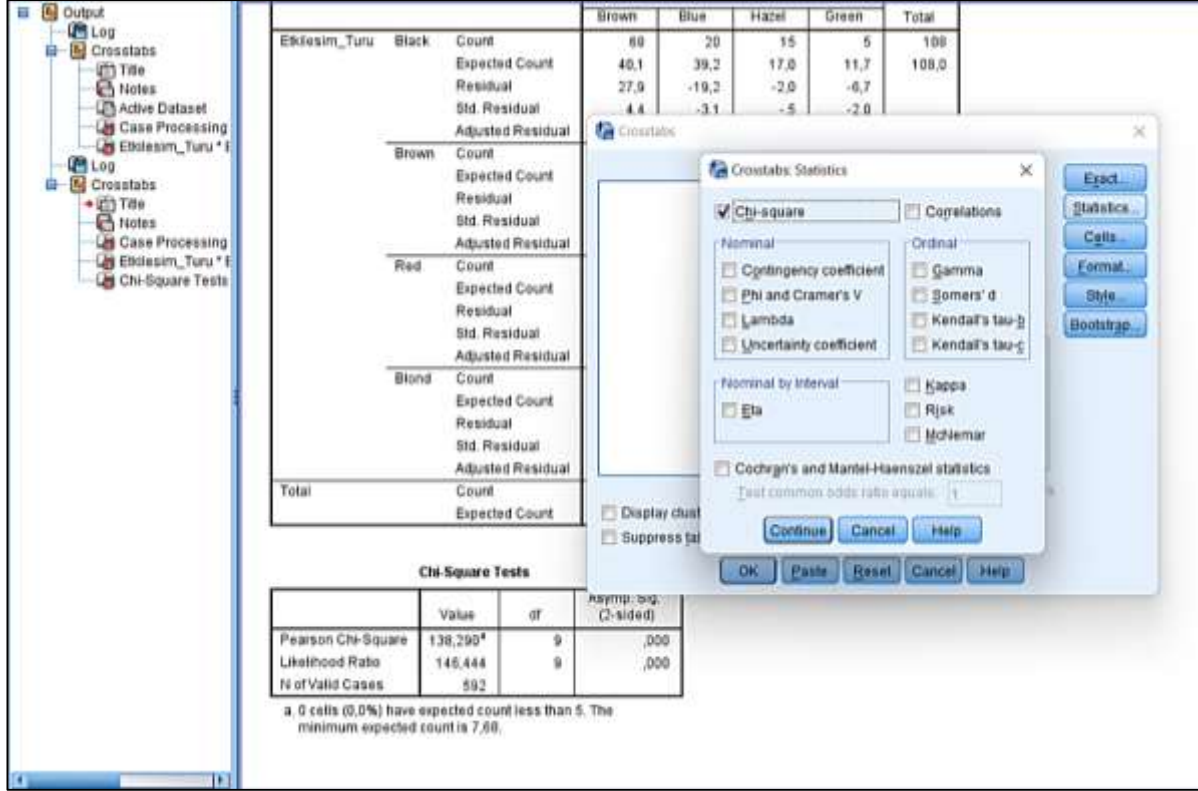 Output
Log
Crosstabs
Title
Notes
Active Dataset
Case Processing
Etkilesim_Turu * E
Log
Crosstabs
Title
Notes
Case Processing
Etkilesim_Turu * E
Chi-Square Tests
Brown Blue Hazel Green Total
Etkilesim_Turu Black Count 20 15 5 108
Expected Count 40,1 39,2 17,0 11,7 108,0
Residual 27,9 -19,2 -2,0 -6,7
Std. Residual 4,4 -3,1 -,5 -2,0
Adjusted Residual
Brown Count
Expected Count
Residual
Std. Residual
Adjusted Residual
Red Count
Expected Count
Residual
Std. Residual
Adjusted Residual
Blond Count
Expected Count
Residual
Std. Residual
Adjusted Residual
Total Count
Expected Count
Crosstabs
Exact...
Statistics...
Cells...
Format...
Style...
Bootstrap...
Display clust
Suppress tab
OK Paste Reset Cancel Help
Crosstabs: Statistics
Chi-square Correlations
Nominal
Contingency coefficient
Phi and Cramer's V
Lambda
Uncertainty coefficient
Ordinal
Gamma
Somers' d
Kendall's tau-b
Kendall's tau-c
Nominal by Interval
Eta
Kappa
Risk
McNemar
Cochran's and Mantel-Haenszel statistics
Test common odds ratio equals: 1
Continue Cancel Help
Chi-Square Tests
Value df Asymp. Sig. (2-sided)
Pearson Chi-Square 138,290a 9 ,000
Likelihood Ratio 146,444 9 ,000
N of Valid Cases 592
a. 0 cells (0,0%) have expected count less than 5. The
minimum expected count is 7,68.